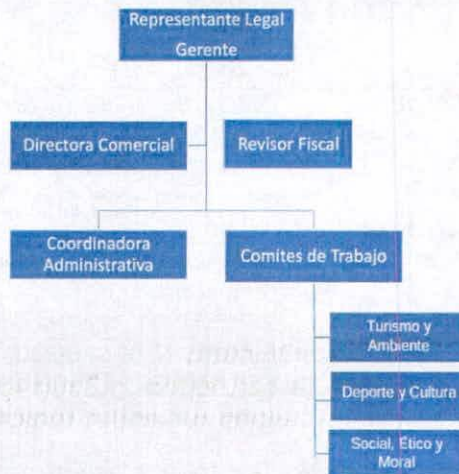 Representante Legal
Gerente
Directora Comercial
Revisor Fiscal
Coordinadora
Administrativa
Comites de Trabajo
Turismo y
Ambiente
Deporte y Cultura
Social, Etico y
Moral